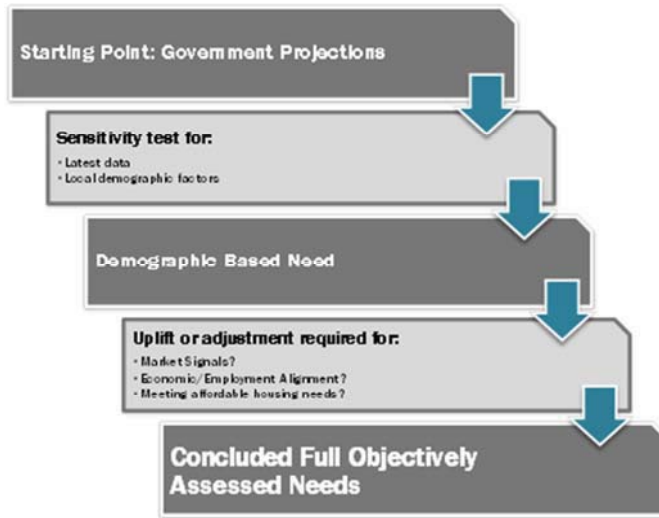 Starting Point: Government Projections
Sensitivity test for:
• Latest data
• Local demographic factors
Demographic Based Need
Uplift or adjustment required for:
• Market Signals?
• Economic/Employment Alignment?
• Meeting affordable housing needs?
Concluded Full Objectively
Assessed Needs